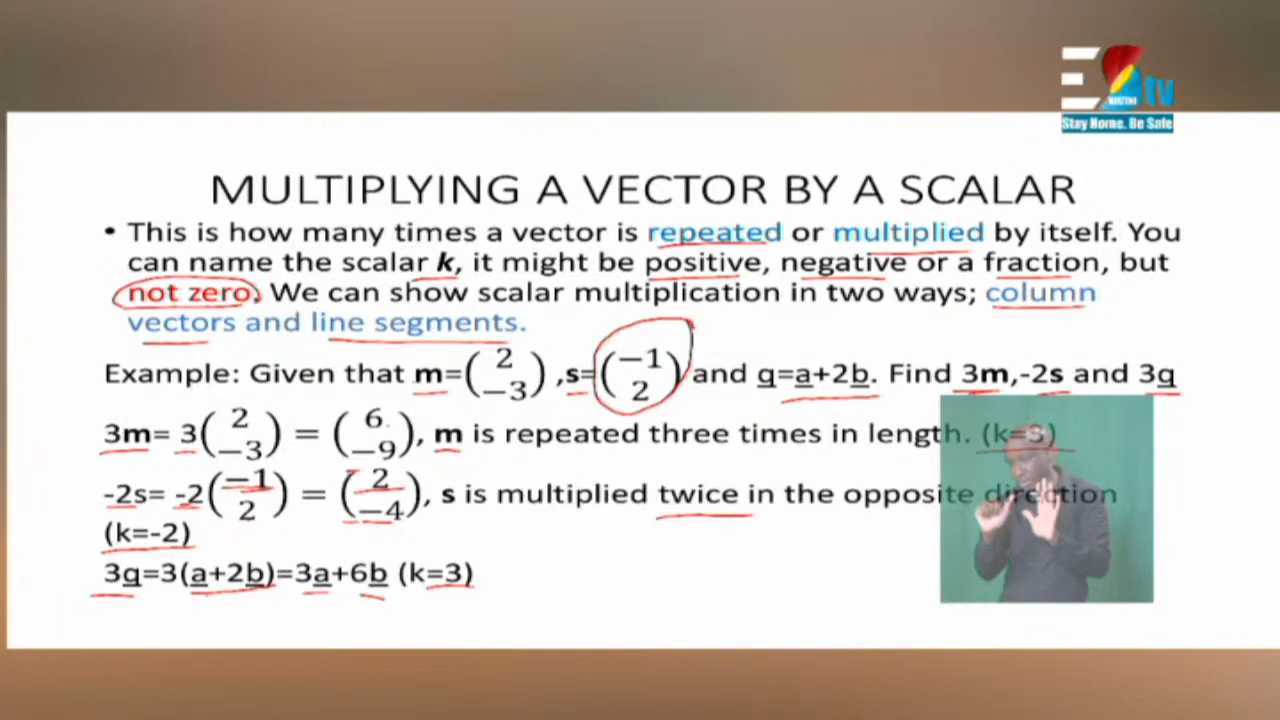 E tv
Stay Home. Be Safe
MULTIPLYING A VECTOR BY A SCALAR
• This is how many times a vector is repeated or multiplied by itself. You
can name the scalar k, it might be positive, negative or a fraction, but
not zero. We can show scalar multiplication in two ways; column
vectors and line segments.
Example: Given that m=(2 −3) ,s=(−1 2) and q=a+2b. Find 3m,-2s and 3q
3m= 3(2 −3) = (6 −9), m is repeated three times in length. (k=3)
-2s= -2(−1 2) = (2 −4), s is multiplied twice in the opposite direction
(k=-2)
3q=3(a+2b)=3a+6b (k=3)